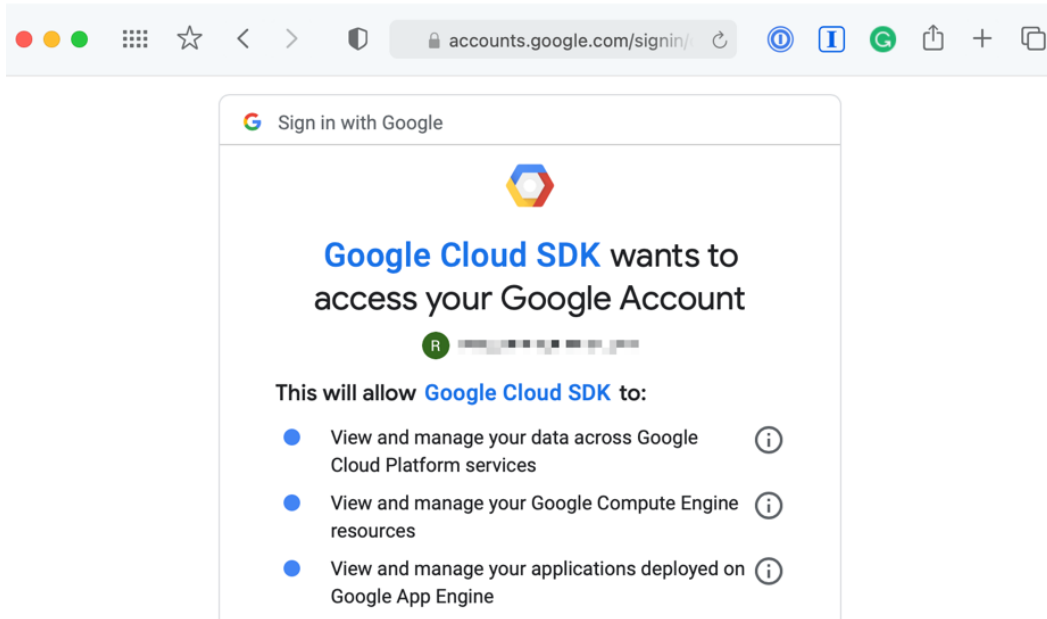 accounts.google.com/signin/
Sign in with Google
Google Cloud SDK wants to
access your Google Account
R
This will allow Google Cloud SDK to:
View and manage your data across Google
Cloud Platform services
View and manage your Google Compute Engine
resources
View and manage your applications deployed on
Google App Engine